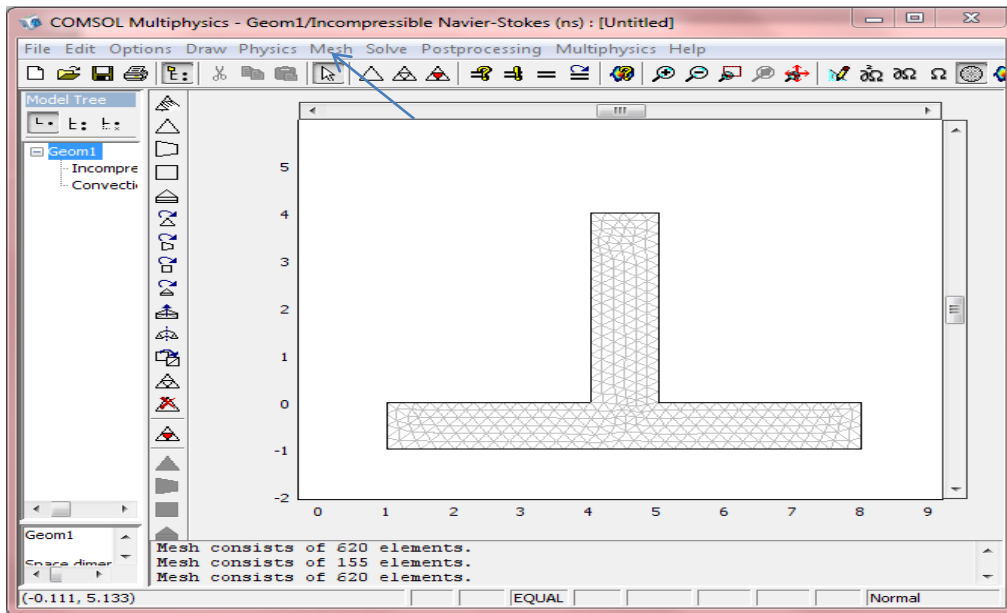 COMSOL Multiphysics - Geom1/Incompressible Navier-Stokes (ns) : [Untitled]
File Edit Options Draw Physics Mesh Solve Postprocessing Multiphysics Help
Model Tree
Geom1
Incompre
Convecti
5
4
3
2
1
0
-1
-2
0 1 2 3 4 5 6 7 8 9
Geom1
Space dimer
Mesh consists of 620 elements.
Mesh consists of 155 elements.
Mesh consists of 620 elements.
(-0.111, 5.133) EQUAL Normal